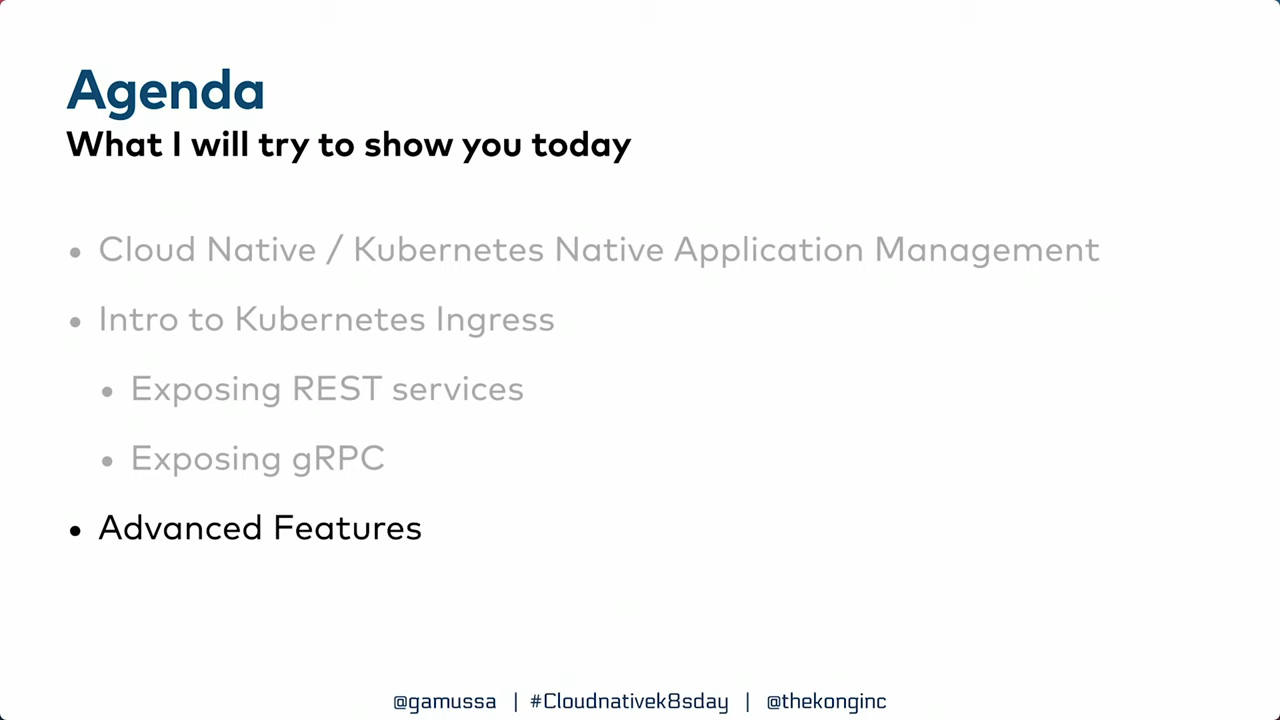 Agenda
What I will try to show you today
• Cloud Native / Kubernetes Native Application Management
• Intro to Kubernetes Ingress
• Exposing REST services
• Exposing gRPC
• Advanced Features
@gamussa | #Cloudnativek8sday | @thekonginc